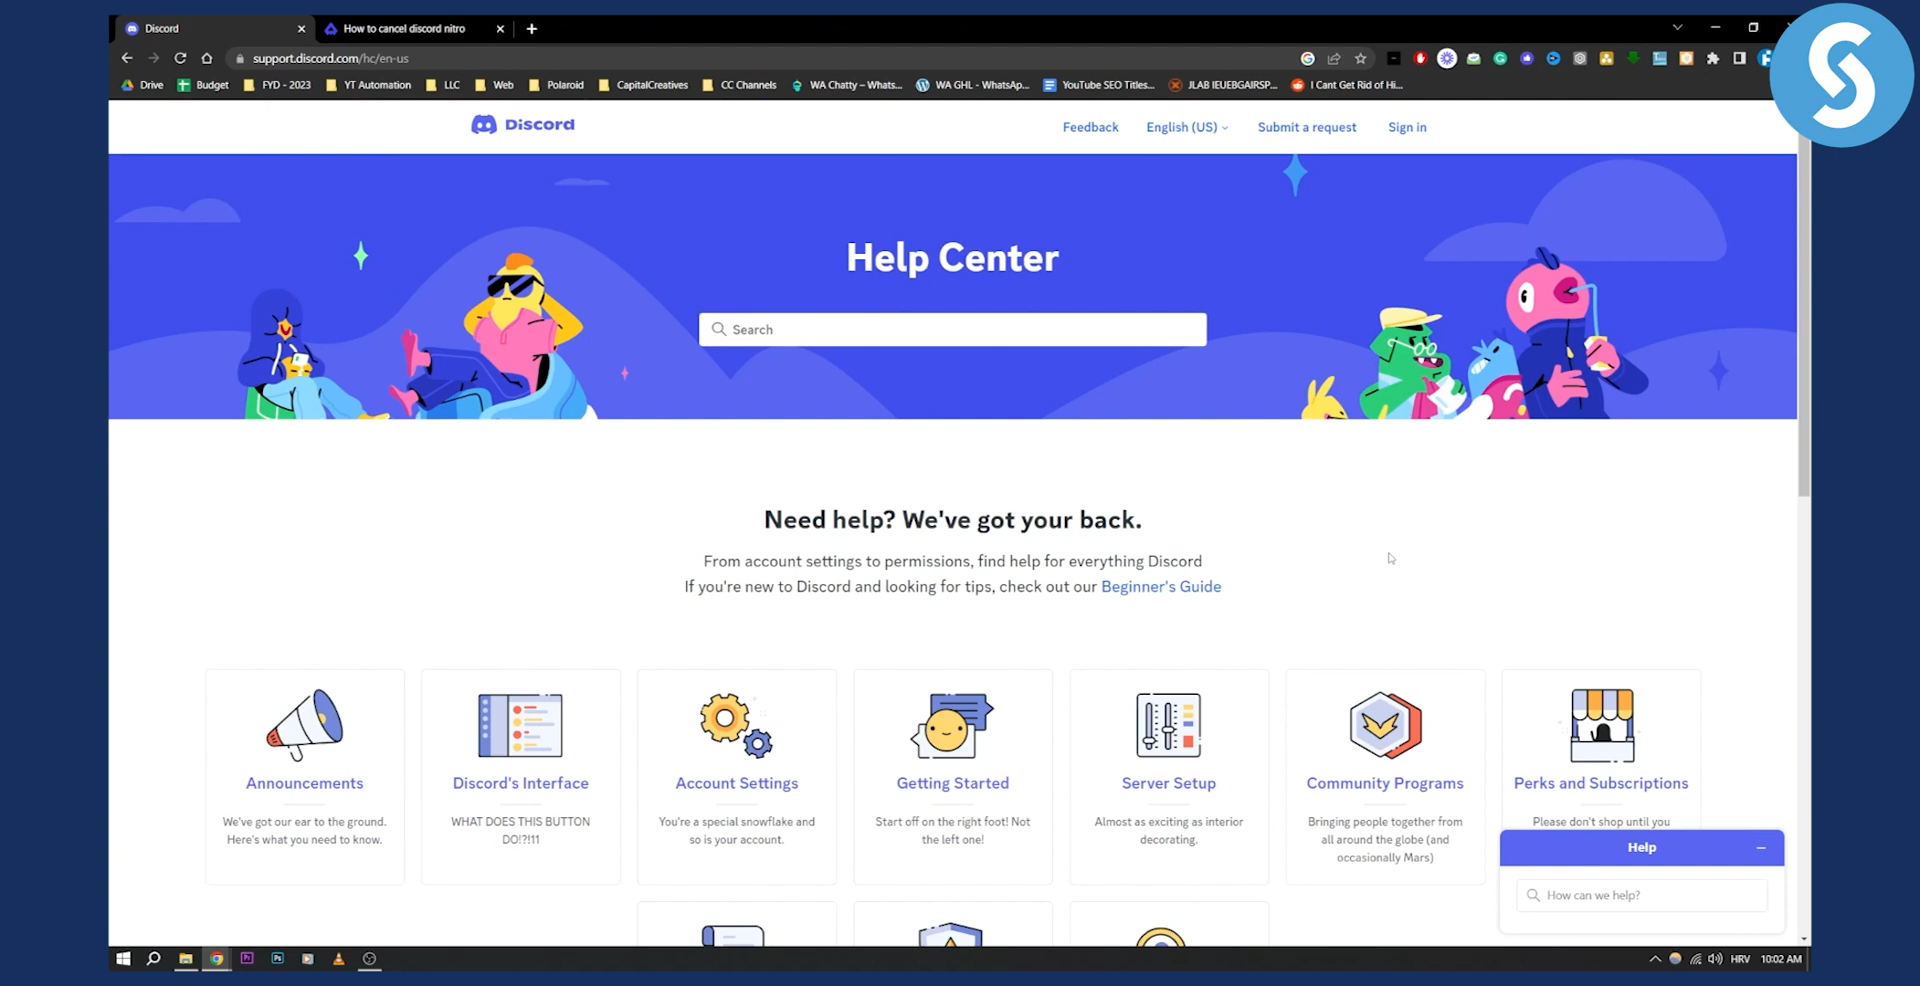 Discord
How to cancel discord nitro
support.discord.com/hc/en-us
Drive
Budget
FYD - 2023
YT Automation
LLC
Web
Polaroid
CapitalCreatives
CC Channels
WA Chatty – Whats...
WA GHL - WhatsAp...
YouTube SEO Titles...
JLAB IEUEBGAIRSP...
I Cant Get Rid of Hi...
Discord
Feedback
English (US)
Submit a request
Sign in
Help Center
Search
Need help? We've got your back.
From account settings to permissions, find help for everything Discord
If you're new to Discord and looking for tips, check out our Beginner's Guide
Announcements
We've got our ear to the ground.
Here's what you need to know.
Discord's Interface
WHAT DOES THIS BUTTON
DO!?!11
Account Settings
You're a special snowflake and
so is your account.
Getting Started
Start off on the right foot! Not
the left one!
Server Setup
Almost as exciting as interior
decorating.
Community Programs
Bringing people together from
all around the globe (and
occasionally Mars)
Perks and Subscriptions
Please don't shop until you
Help
How can we help?
Pr
Ps
HRV
10:02 AM